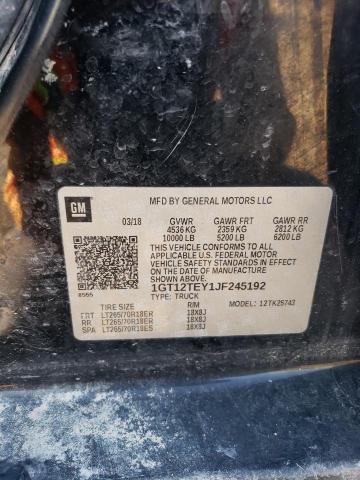 GM
MFD BY GENERAL MOTORS LLC
03/18 GVWR GAWR FRT GAWR RR
4536 KG 2359 KG 2812 KG
10000 LB 5200 LB 6200 LB
THIS VEHICLE CONFORMS TO ALL
APPLICABLE U.S. FEDERAL MOTOR
VEHICLE SAFETY STANDARDS IN
EFFECT ON THE DATE OF MANUFACTURE
SHOWN ABOVE.
1GT12TEY1JF245192
TYPE: TRUCK
MODEL: 12TK25743
TIRE SIZE RIM
FRT LT265/70R18ER 18X8J
RR LT265/70R18ER 18X8J
SPA LT265/70R18ES 18X8J